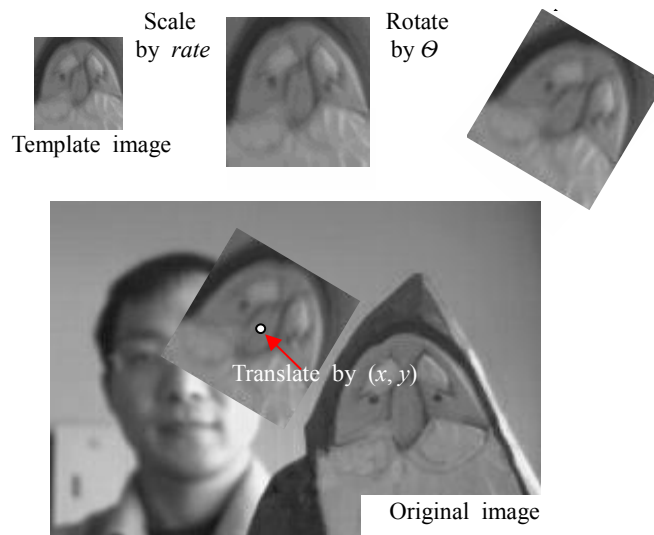 Scale
by rate
Rotate
by Θ
Template image
Translate by (x, y)
Original image